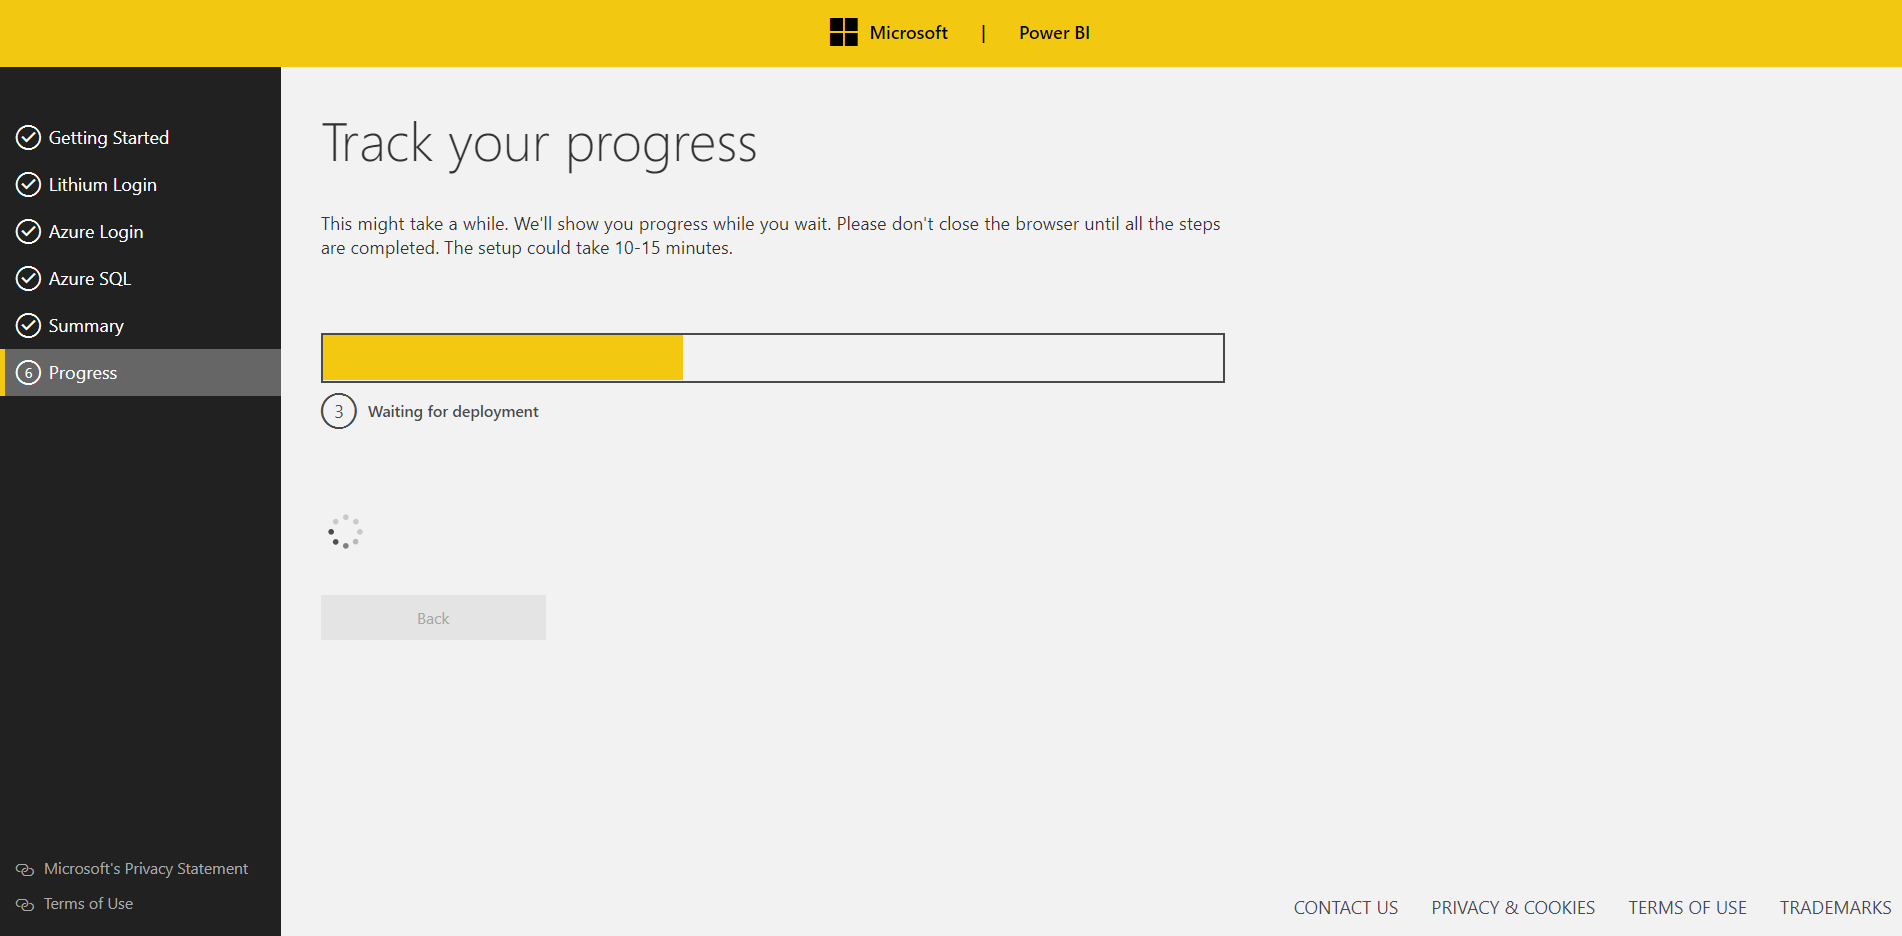 Microsoft | Power BI
Getting Started
Lithium Login
Azure Login
Azure SQL
Summary
6 Progress
Track your progress
This might take a while. We'll show you progress while you wait. Please don't close the browser until all the steps
are completed. The setup could take 10-15 minutes.
3 Waiting for deployment
Back
Microsoft's Privacy Statement
Terms of Use
CONTACT US PRIVACY & COOKIES TERMS OF USE TRADEMARKS